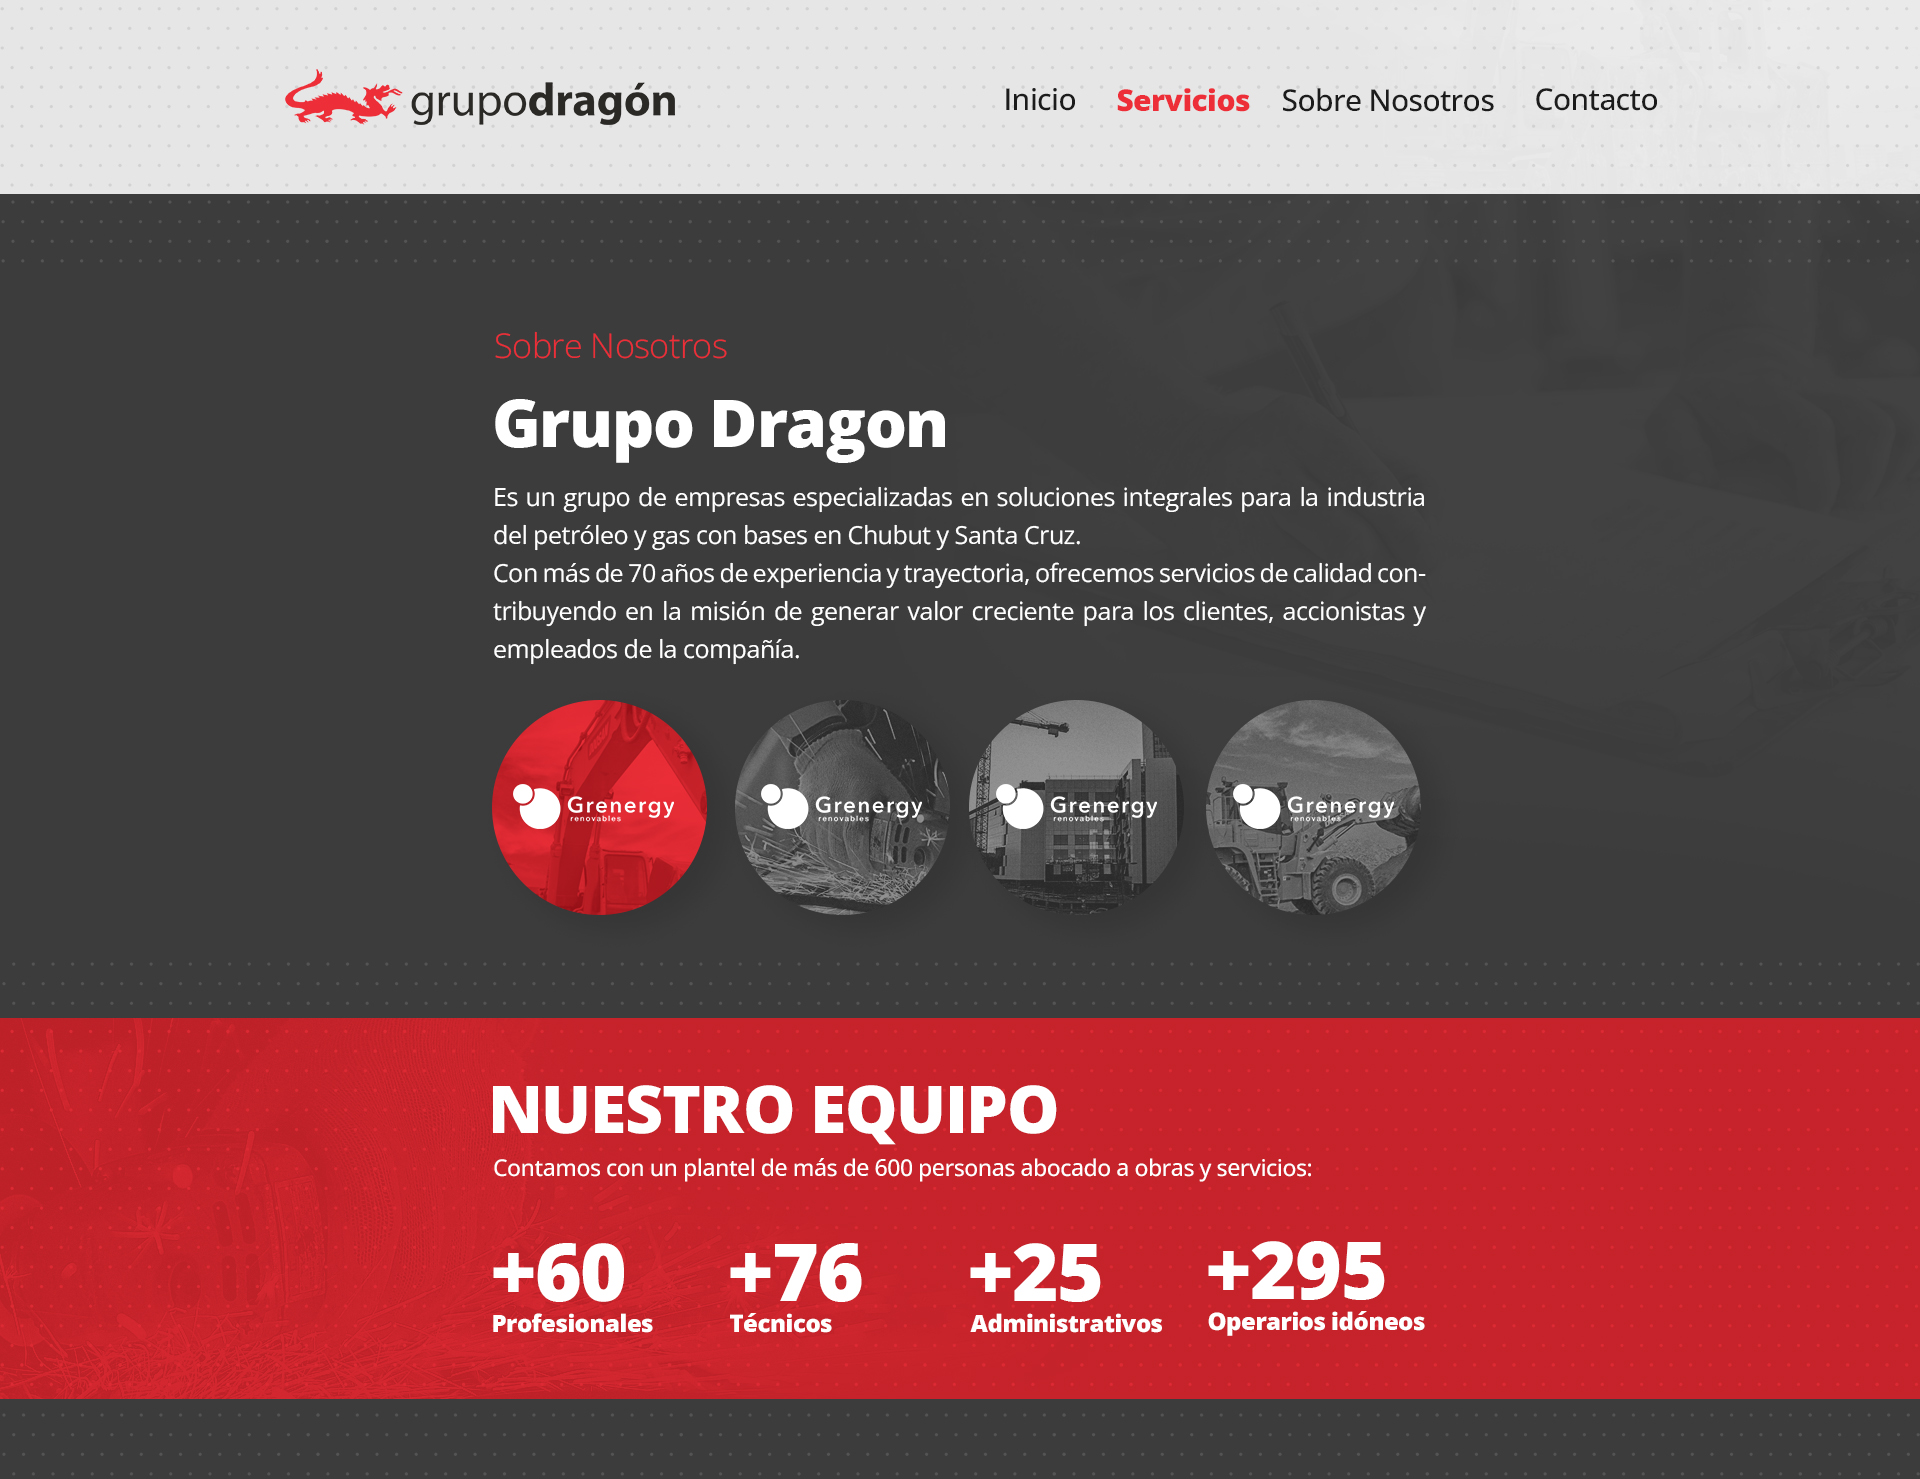 grupodragón
Inicio Servicios Sobre Nosotros Contacto
Sobre Nosotros
Grupo Dragon
Es un grupo de empresas especializadas en soluciones integrales para la industria
del petróleo y gas con bases en Chubut y Santa Cruz.
Con más de 70 años de experiencia y trayectoria, ofrecemos servicios de calidad con-
tribuyendo en la misión de generar valor creciente para los clientes, accionistas y
empleados de la compañía.
Grenergy
renovables
Grenergy
renovables
Grenergy
renovables
Grenergy
renovables
NUESTRO EQUIPO
Contamos con un plantel de más de 600 personas abocado a obras y servicios:
+60
Profesionales
+76
Técnicos
+25
Administrativos
+295
Operarios idóneos